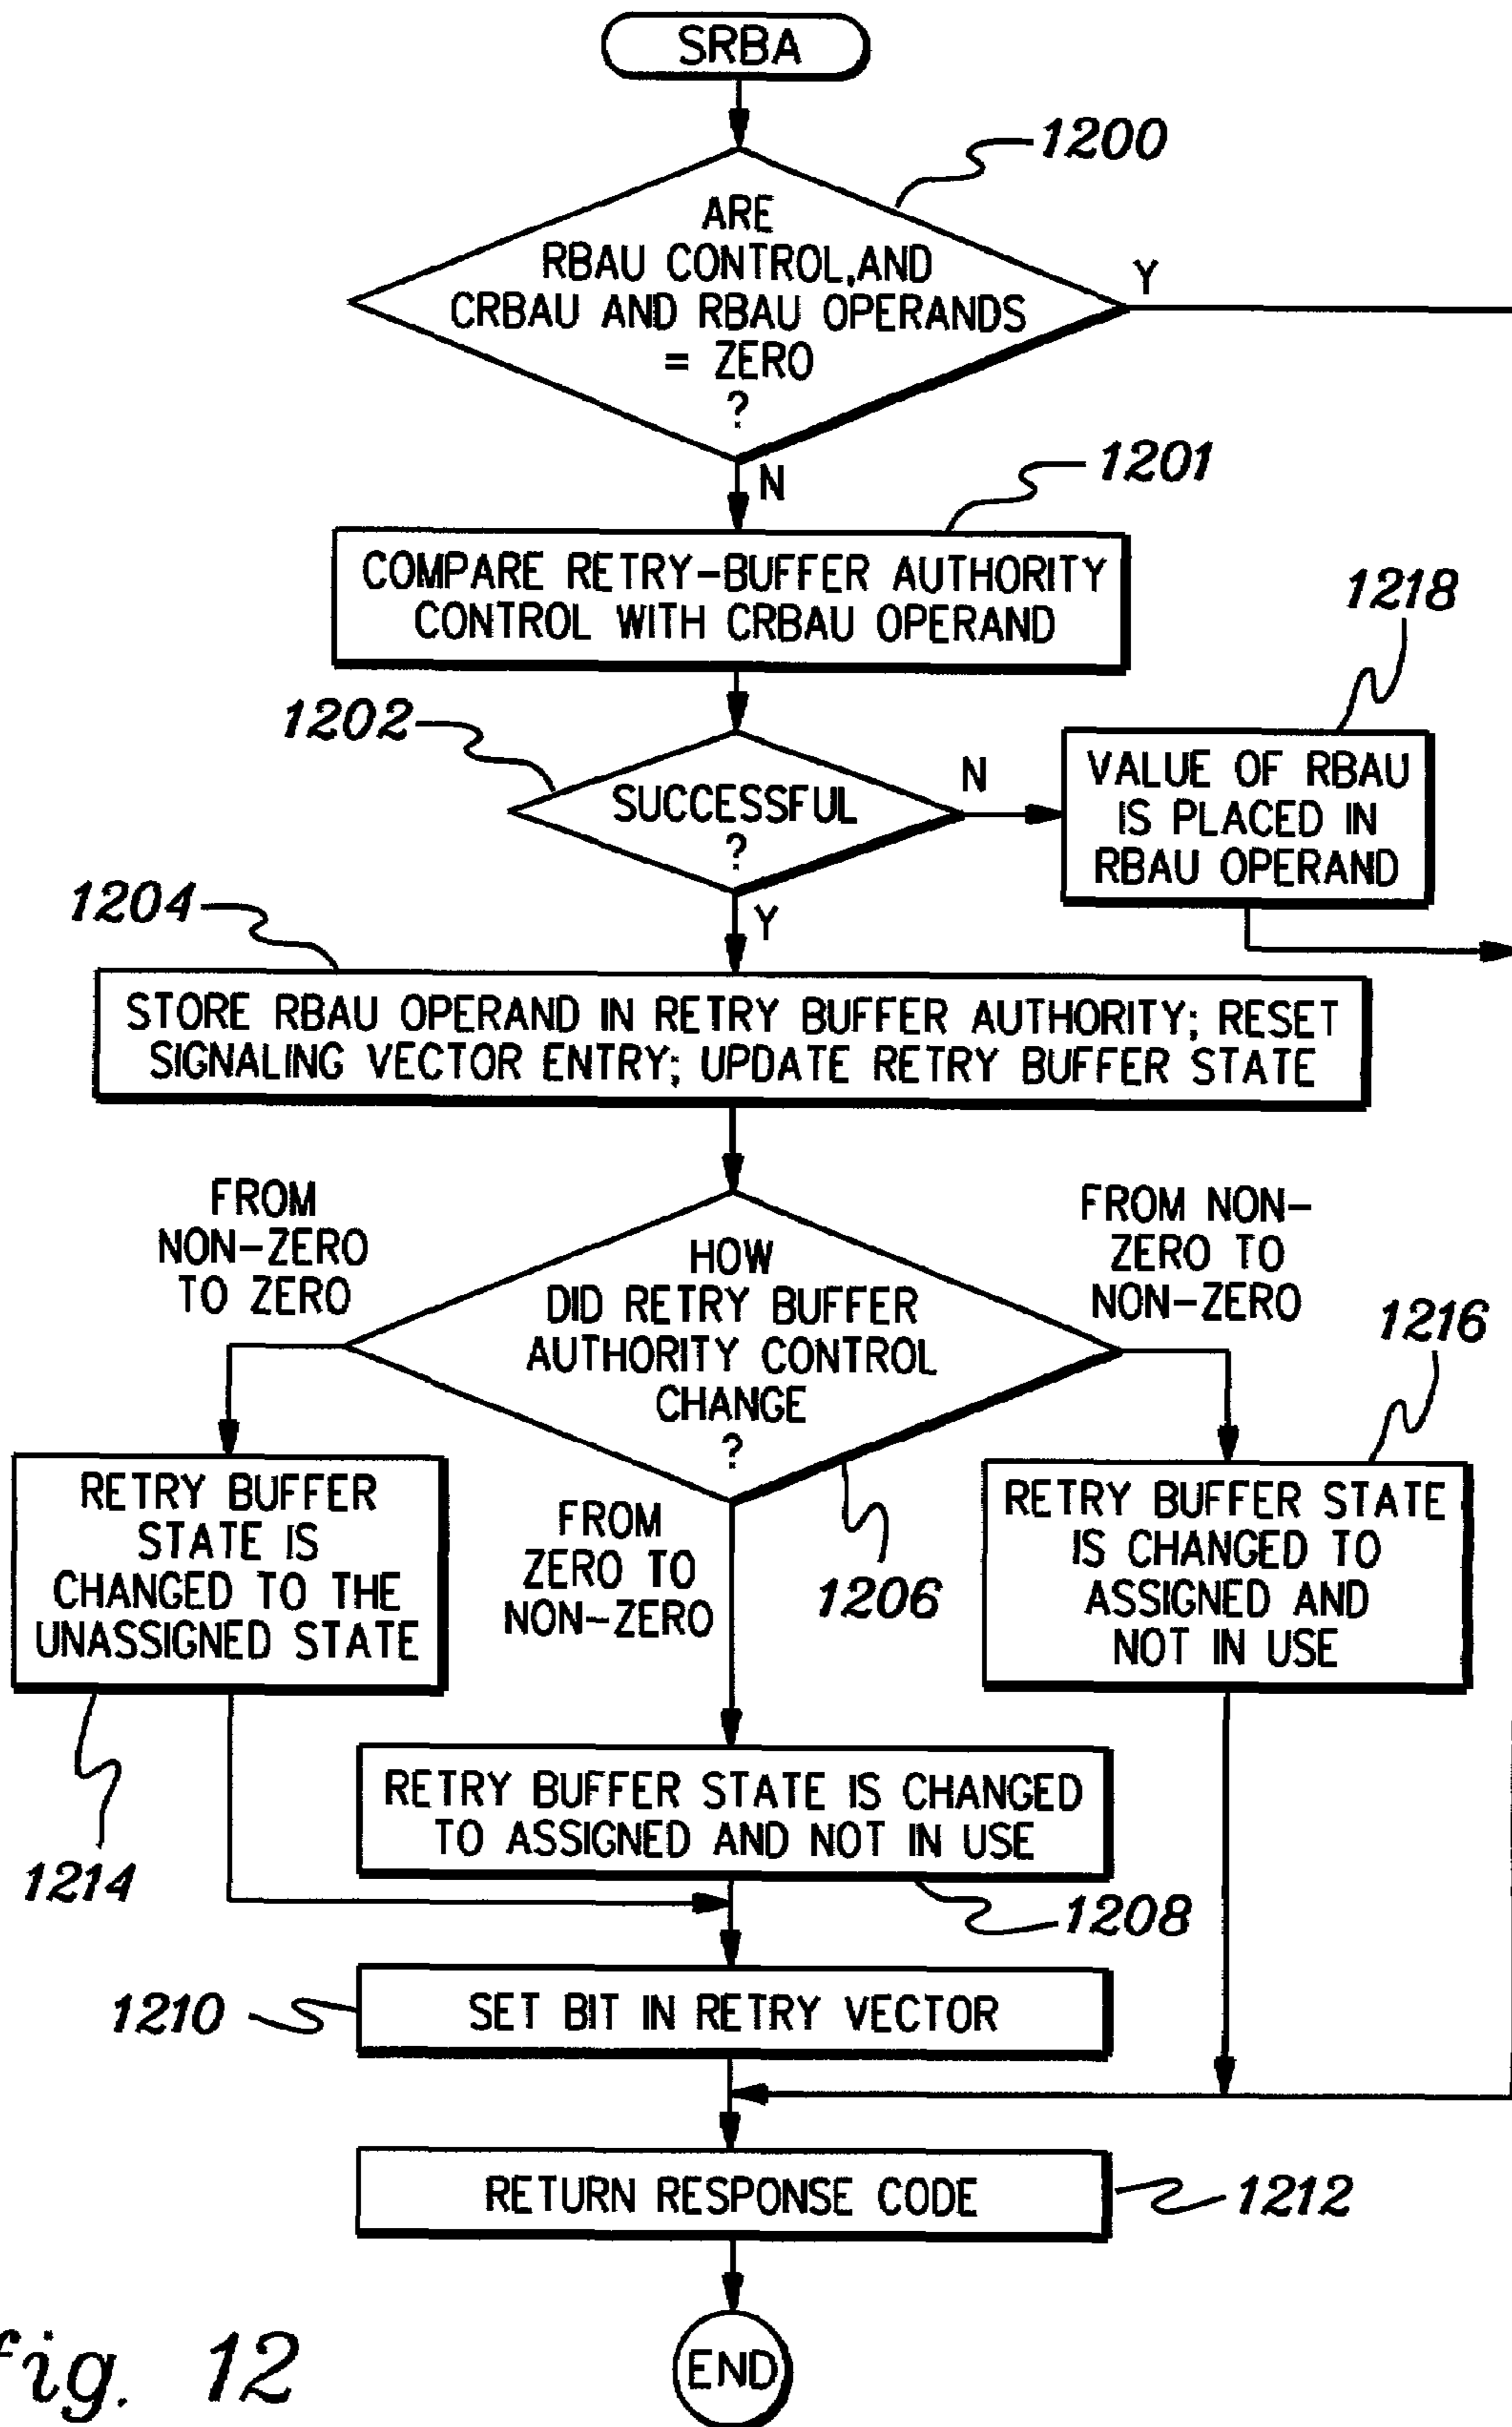 SRBA
1200
ARE
RBAU CONTROL,AND
CRBAU AND RBAU OPERANDS
= ZERO
?
Y
N
1201
COMPARE RETRY-BUFFER AUTHORITY
CONTROL WITH CRBAU OPERAND
1218
1202
SUCCESSFUL
?
N
VALUE OF RBAU
IS PLACED IN
RBAU OPERAND
Y
1204
STORE RBAU OPERAND IN RETRY BUFFER AUTHORITY; RESET
SIGNALING VECTOR ENTRY; UPDATE RETRY BUFFER STATE
FROM
NON-ZERO
TO ZERO
HOW
DID RETRY BUFFER
AUTHORITY CONTROL
CHANGE
?
FROM NON-
ZERO TO
NON-ZERO
1216
RETRY BUFFER
STATE IS
CHANGED TO THE
UNASSIGNED STATE
FROM
ZERO TO
NON-ZERO
1206
RETRY BUFFER STATE
IS CHANGED TO
ASSIGNED AND
NOT IN USE
RETRY BUFFER STATE IS CHANGED
TO ASSIGNED AND NOT IN USE
1214
1208
1210
SET BIT IN RETRY VECTOR
RETURN RESPONSE CODE
1212
END
fig. 12